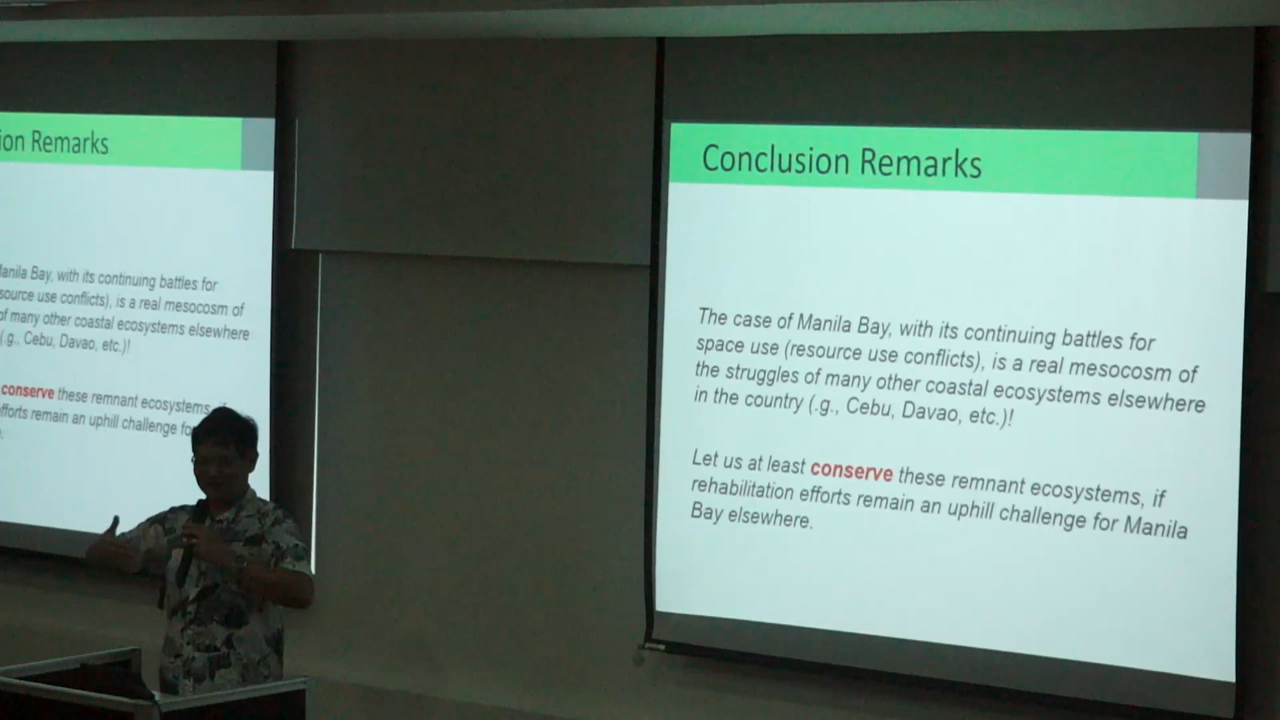 ion Remarks
anila Bay, with its continuing battles for
source use conflicts), is a real mesocosm of
of many other coastal ecosystems elsewhere
(.g., Cebu, Davao, etc.)!
conserve these remnant ecosystems,
efforts remain an uphill challenge for
Conclusion Remarks
The case of Manila Bay, with its continuing battles for
space use (resource use conflicts), is a real mesocosm of
the struggles of many other coastal ecosystems elsewhere
in the country (.g., Cebu, Davao, etc.)!
Let us at least conserve these remnant ecosystems, if
rehabilitation efforts remain an uphill challenge for Manila
Bay elsewhere.